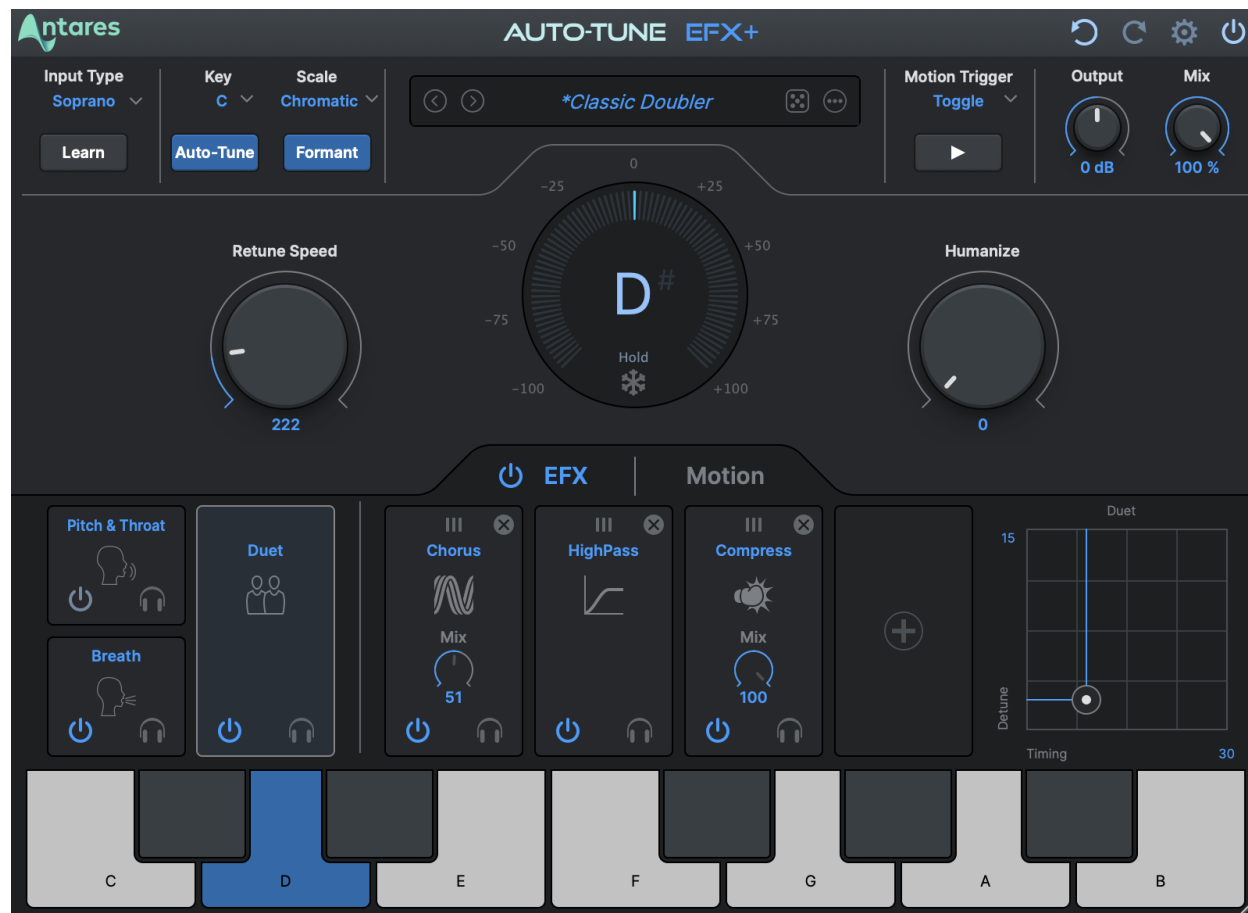 Antares
AUTO-TUNE EFX+
Input Type
Soprano
Learn
Key
C
Scale
Chromatic
Auto-Tune
Formant
*Classic Doubler
Motion Trigger
Toggle
Output
0 dB
Mix
100 %
0
-25
+25
-50
+50
-75
+75
-100
+100
D#
Hold
Retune Speed
222
Humanize
0
EFX
Motion
Pitch & Throat
Breath
Duet
Chorus
Mix
51
HighPass
Compress
Mix
100
Duet
15
Detune
Timing
30
C
D
E
F
G
A
B